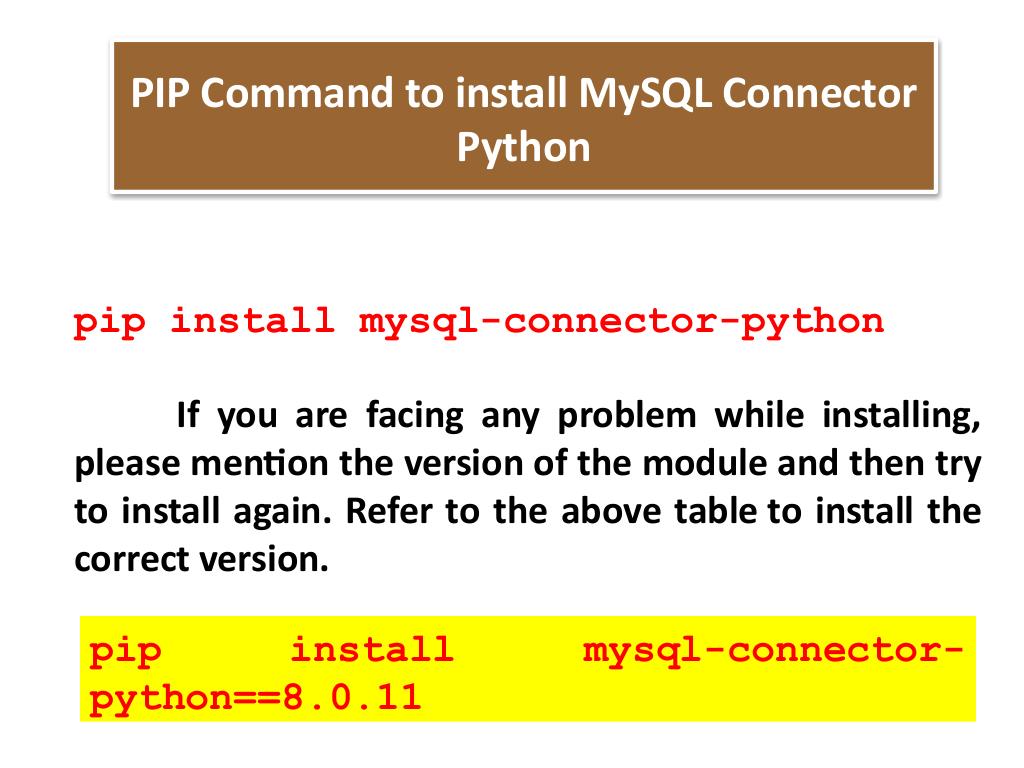 PIP Command to install MySQL Connector
Python
pip install mysql-connector-python
If you are facing any problem while installing,
please mention the version of the module and then try
to install again. Refer to the above table to install the
correct version.
pip install mysql-connector-
python==8.0.11